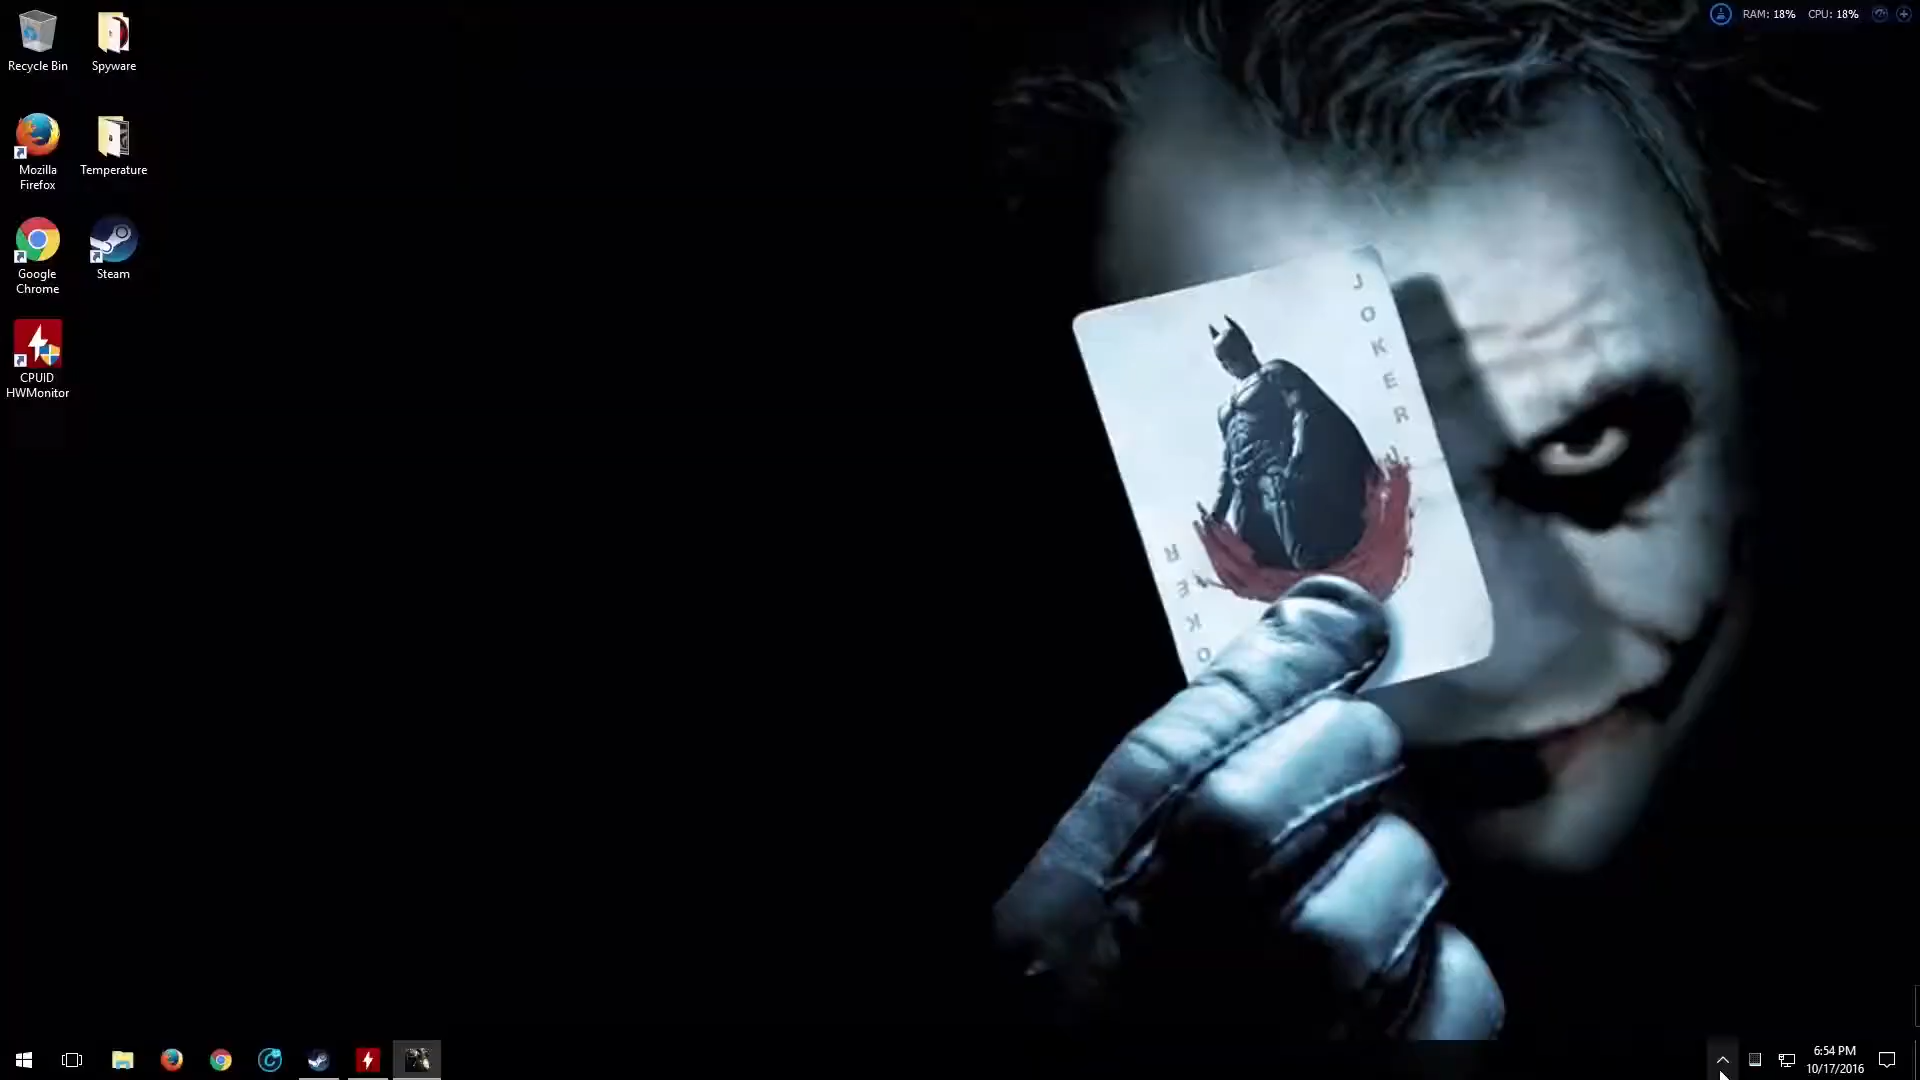 Recycle Bin
Spyware
RAM: 18% CPU: 18%
Mozilla
Firefox
Temperature
Google
Chrome
Steam
CPUID
HWMonitor
JOKER
JOKER
6:54 PM
10/17/2016